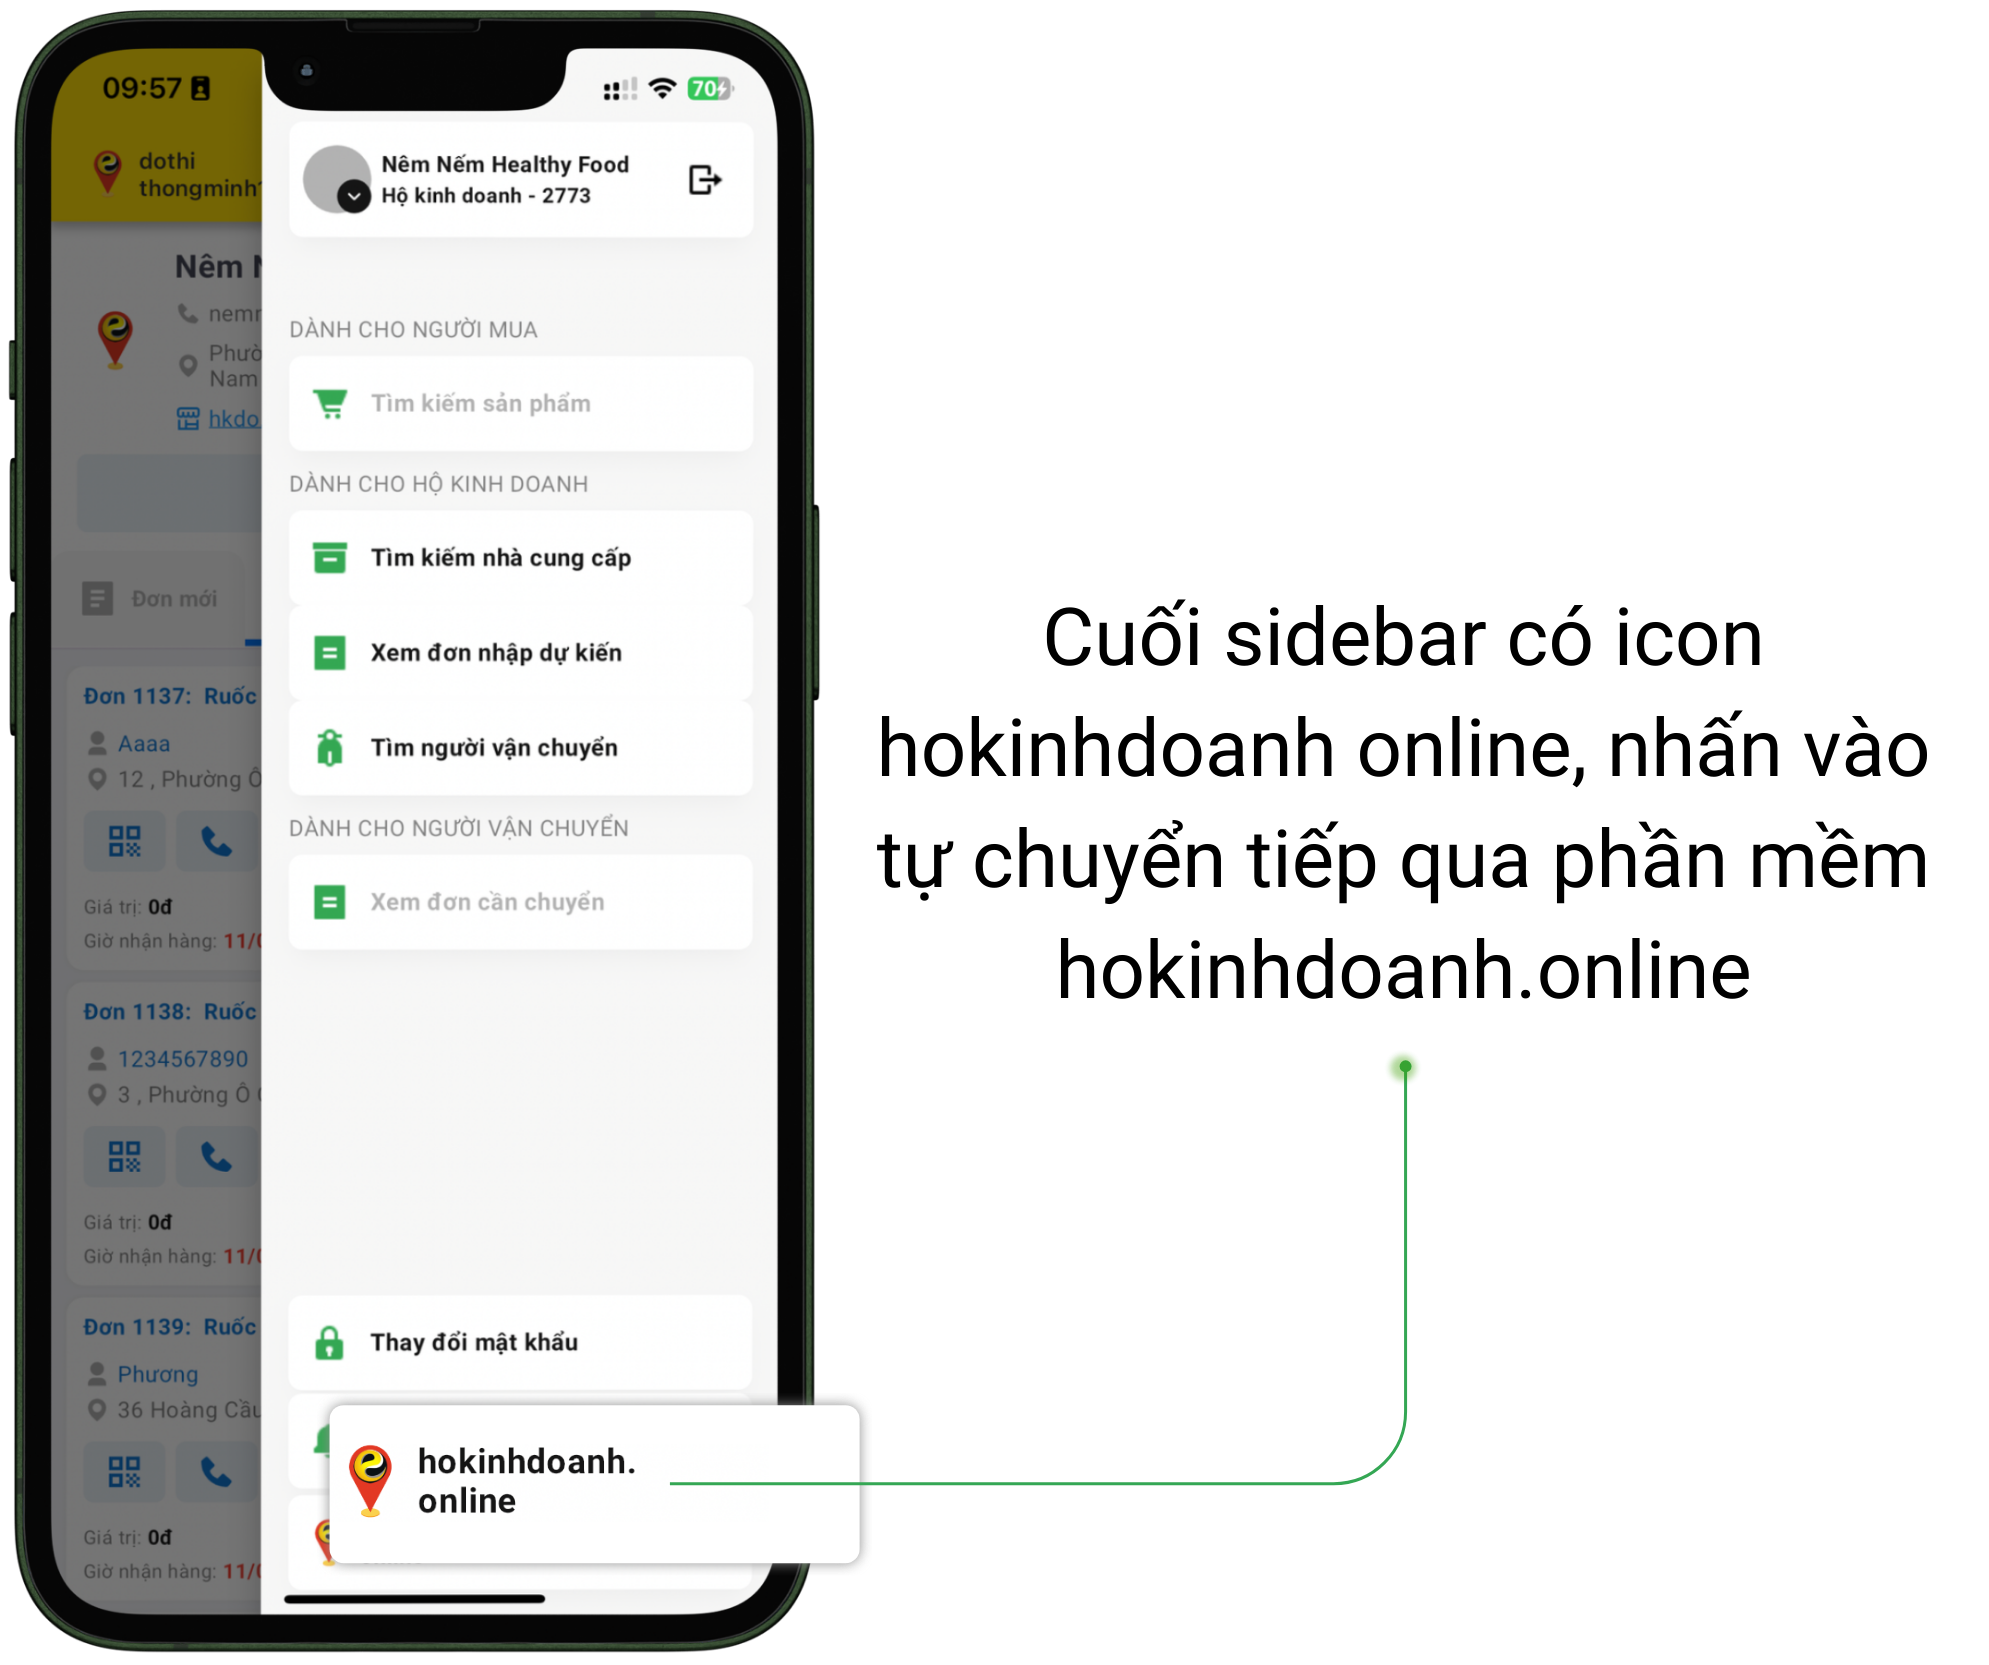 09:57
70
dothi
thongminh
Nêm Nếm Healthy Food
Hộ kinh doanh - 2773
Nêm
Nam
hkdo
DÀNH CHO NGƯỜI MUA
Tìm kiếm sản phẩm
DÀNH CHO HỘ KINH DOANH
Tìm kiếm nhà cung cấp
Đơn mới
Xem đơn nhập dự kiến
Đơn 1137: Ruốc
Aaaa
12 , Phường Ô
Tìm người vận chuyển
DÀNH CHO NGƯỜI VẬN CHUYỂN
Xem đơn cần chuyển
Giá trị: 0đ
Giờ nhận hàng: 11/
Đơn 1138: Ruốc
1234567890
3 , Phường Ô
Giá trị: 0đ
Giờ nhận hàng: 11/
Đơn 1139: Ruốc
Phương
36 Hoàng Cầu
Giá trị: 0đ
Giờ nhận hàng: 11/
Thay đổi mật khẩu
hokinhdoanh.
online
Cuối sidebar có icon
hokinhdoanh online, nhấn vào
tự chuyển tiếp qua phần mềm
hokinhdoanh.online